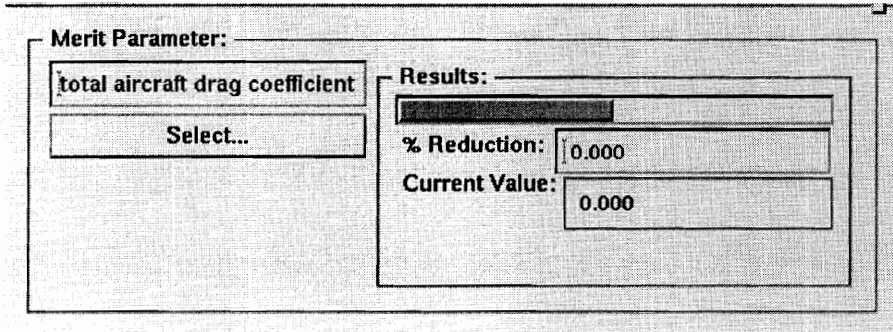 Merit Parameter:
total aircraft drag coefficient
Select...
Results:
% Reduction: 0.000
Current Value: 0.000